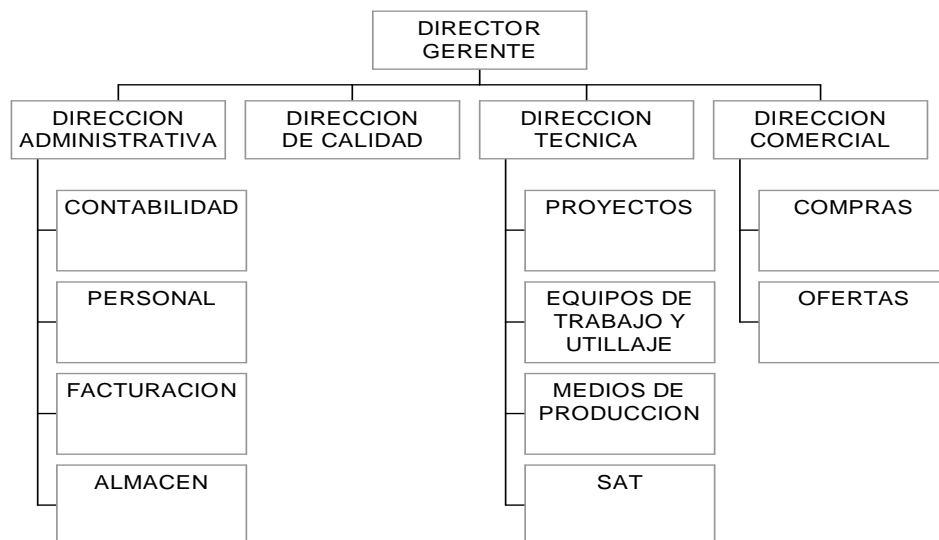 DIRECTOR
GERENTE
DIRECCION
ADMINISTRATIVA
DIRECCION
DE CALIDAD
DIRECCION
TECNICA
DIRECCION
COMERCIAL
CONTABILIDAD
PERSONAL
FACTURACION
ALMACEN
PROYECTOS
EQUIPOS DE
TRABAJO Y
UTILLAJE
MEDIOS DE
PRODUCCION
SAT
COMPRAS
OFERTAS